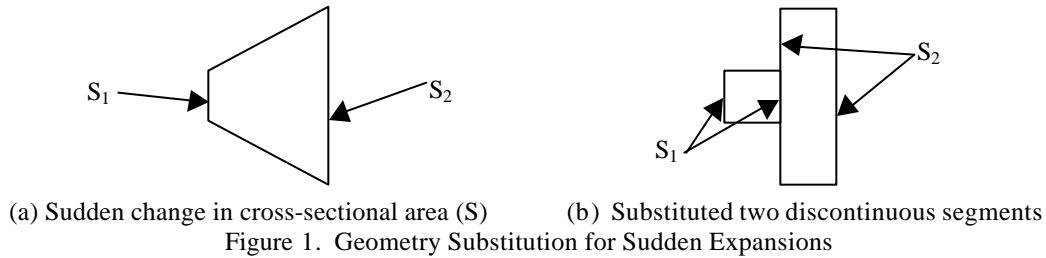 S1
S2
S1
S2
(a) Sudden change in cross-sectional area (S)
(b) Substituted two discontinuous segments
Figure 1. Geometry Substitution for Sudden Expansions